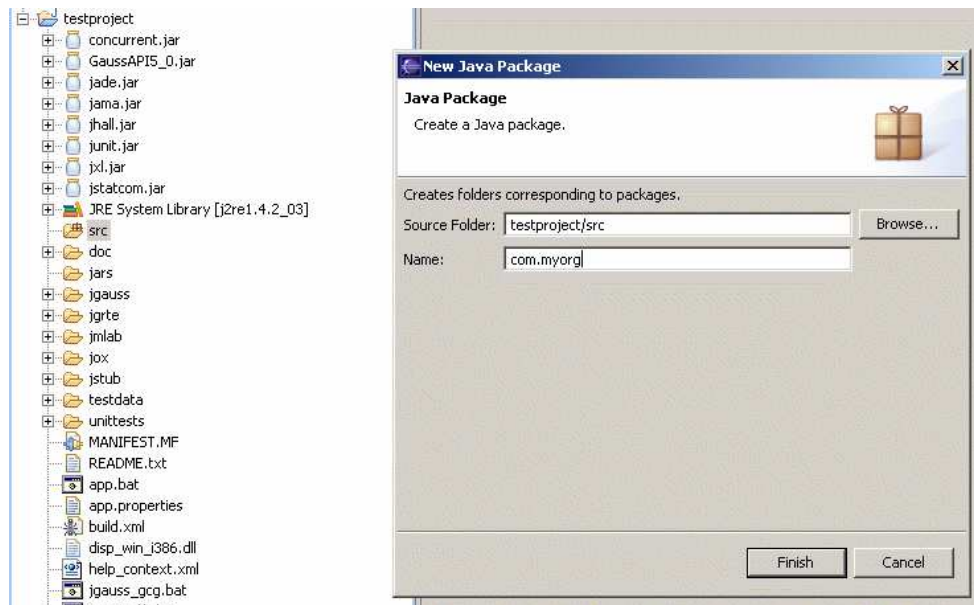 testproject
concurrent.jar
GaussAPI5_0.jar
jade.jar
jama.jar
jhall.jar
junit.jar
jxl.jar
jstatcom.jar
JRE System Library [j2re1.4.2_03]
src
doc
jars
jgauss
jgrte
jmlab
jox
jstub
testdata
unittests
MANIFEST.MF
README.txt
app.bat
app.properties
build.xml
disp_win_i386.dll
help_context.xml
jgauss_gcg.bat
New Java Package
Java Package
Create a Java package.
Creates folders corresponding to packages.
Source Folder: testproject/src Browse...
Name: com.myorg
Finish Cancel